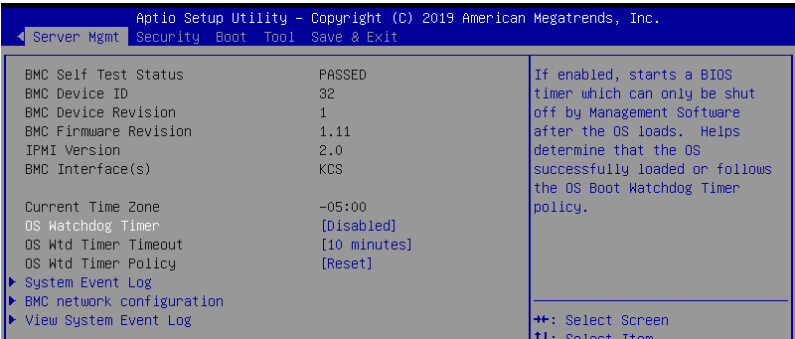 Aptio Setup Utility – Copyright (C) 2019 American Megatrends, Inc.
Server Mgmt Security Boot Tool Save & Exit
BMC Self Test Status PASSED
BMC Device ID 32
BMC Device Revision 1
BMC Firmware Revision 1.11
IPMI Version 2.0
BMC Interface(s) KCS
Current Time Zone -05:00
OS Watchdog Timer [Disabled]
OS Wtd Timer Timeout [10 minutes]
OS Wtd Timer Policy [Reset]
System Event Log
BMC network configuration
View System Event Log
If enabled, starts a BIOS
timer which can only be shut
off by Management Software
after the OS loads. Helps
determine that the OS
successfully loaded or follows
the OS Boot Watchdog Timer
policy.
→←: Select Screen
↑↓: Select Item